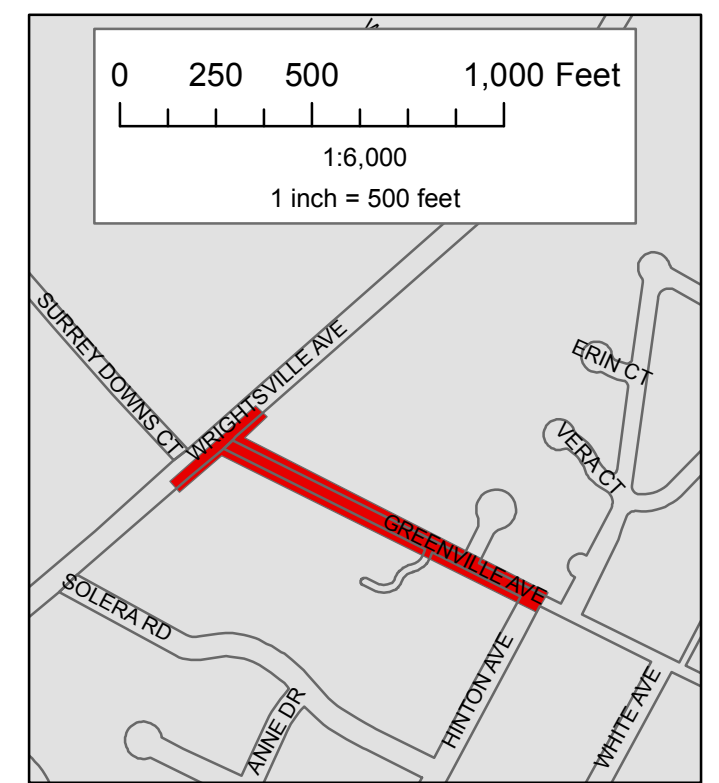 0 250 500 1,000 Feet
1:6,000
1 inch = 500 feet
SURREY DOWNS CT
WRIGHTSVILLE AVE
ERIN CT
VERA CT
GREENVILLE AVE
SOLERA RD
ANNE DR
HINTON AVE
WHITE AVE